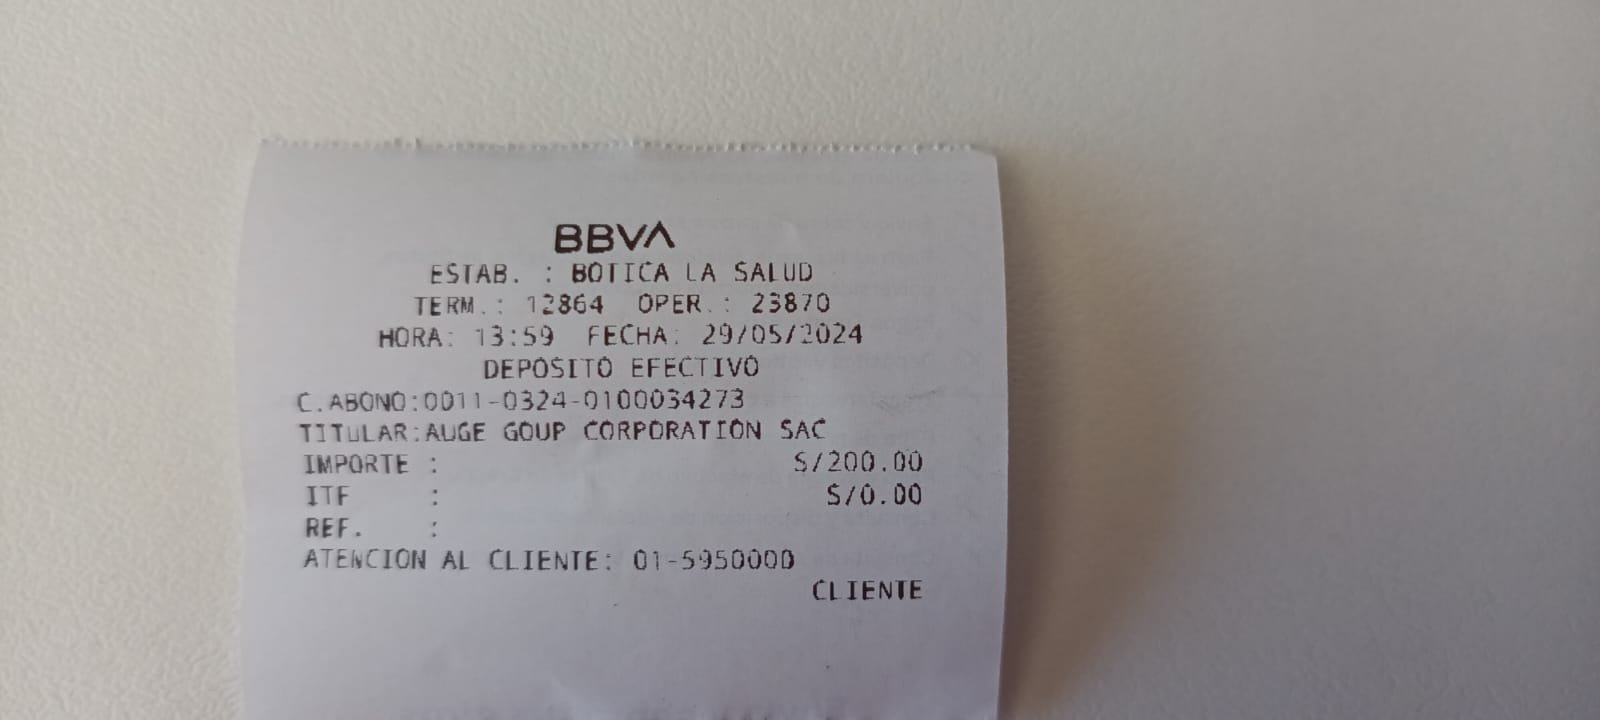 BBVA
ESTAB. : BOTICA LA SALUD
TERM.: 12864 OPER.: 23870
HORA: 13:59 FECHA: 29/05/2024
DEPOSITO EFECTIVO
C.ABONO:0011-0324-0100034273
TITULAR:AUGE GOUP CORPORATION SAC
IMPORTE : S/200.00
ITF : S/0.00
REF. :
ATENCION AL CLIENTE: 01-5950000
CLIENTE